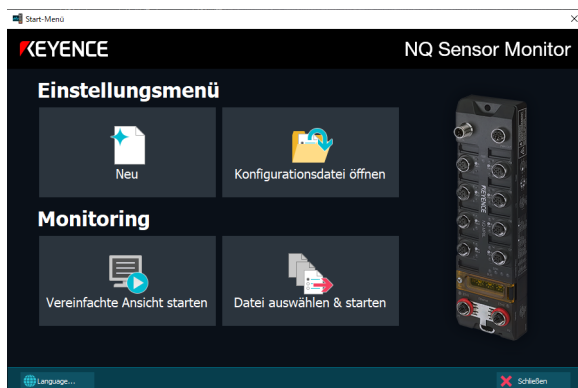 Start-Menü
KEYENCE
NQ Sensor Monitor
Einstellungsmenü
Neu
Konfigurationsdatei öffnen
Monitoring
Vereinfachte Ansicht starten
Datei auswählen & starten
KEYENCE
Language...
Schließen